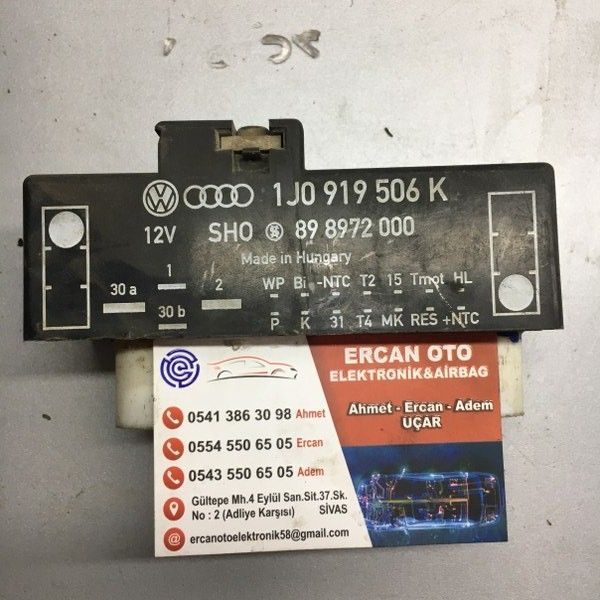 1J0 919 506 K
12V SHO 89 8972 000
Made in Hungary
1
WP Bi -NTC T2 15 Tmot HL
30 a 2
30 b
P K 31 T4 MK RES +NTC
ERCAN OTO
ELEKTRONİK&AİRBAG
Ahmet - Ercan - Adem
UÇAR
0541 386 30 98 Ahmet
0554 550 65 05 Ercan
0543 550 65 05 Adem
Gültepe Mh.4 Eylül San.Sit.37.Sk.
No : 2 (Adliye Karşısı) SİVAS
ercanotoelektronik58@gmail.com